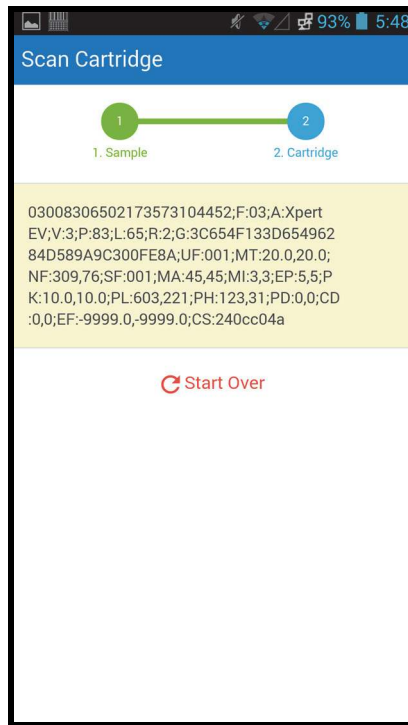 93% 5:48
Scan Cartridge
1 2
1. Sample 2. Cartridge
03008306502173573104452;F:03;A:Xpert
EV;V:3;P:83;L:65;R:2;G:3C654F133D654962
84D589A9C300FE8A;UF:001;MT:20.0,20.0;
NF:309,76;SF:001;MA:45,45;MI:3,3;EP:5,5;P
K:10.0,10.0;PL:603,221;PH:123,31;PD:0,0;CD
:0,0;EF:-9999.0,-9999.0;CS:240cc04a
Start Over